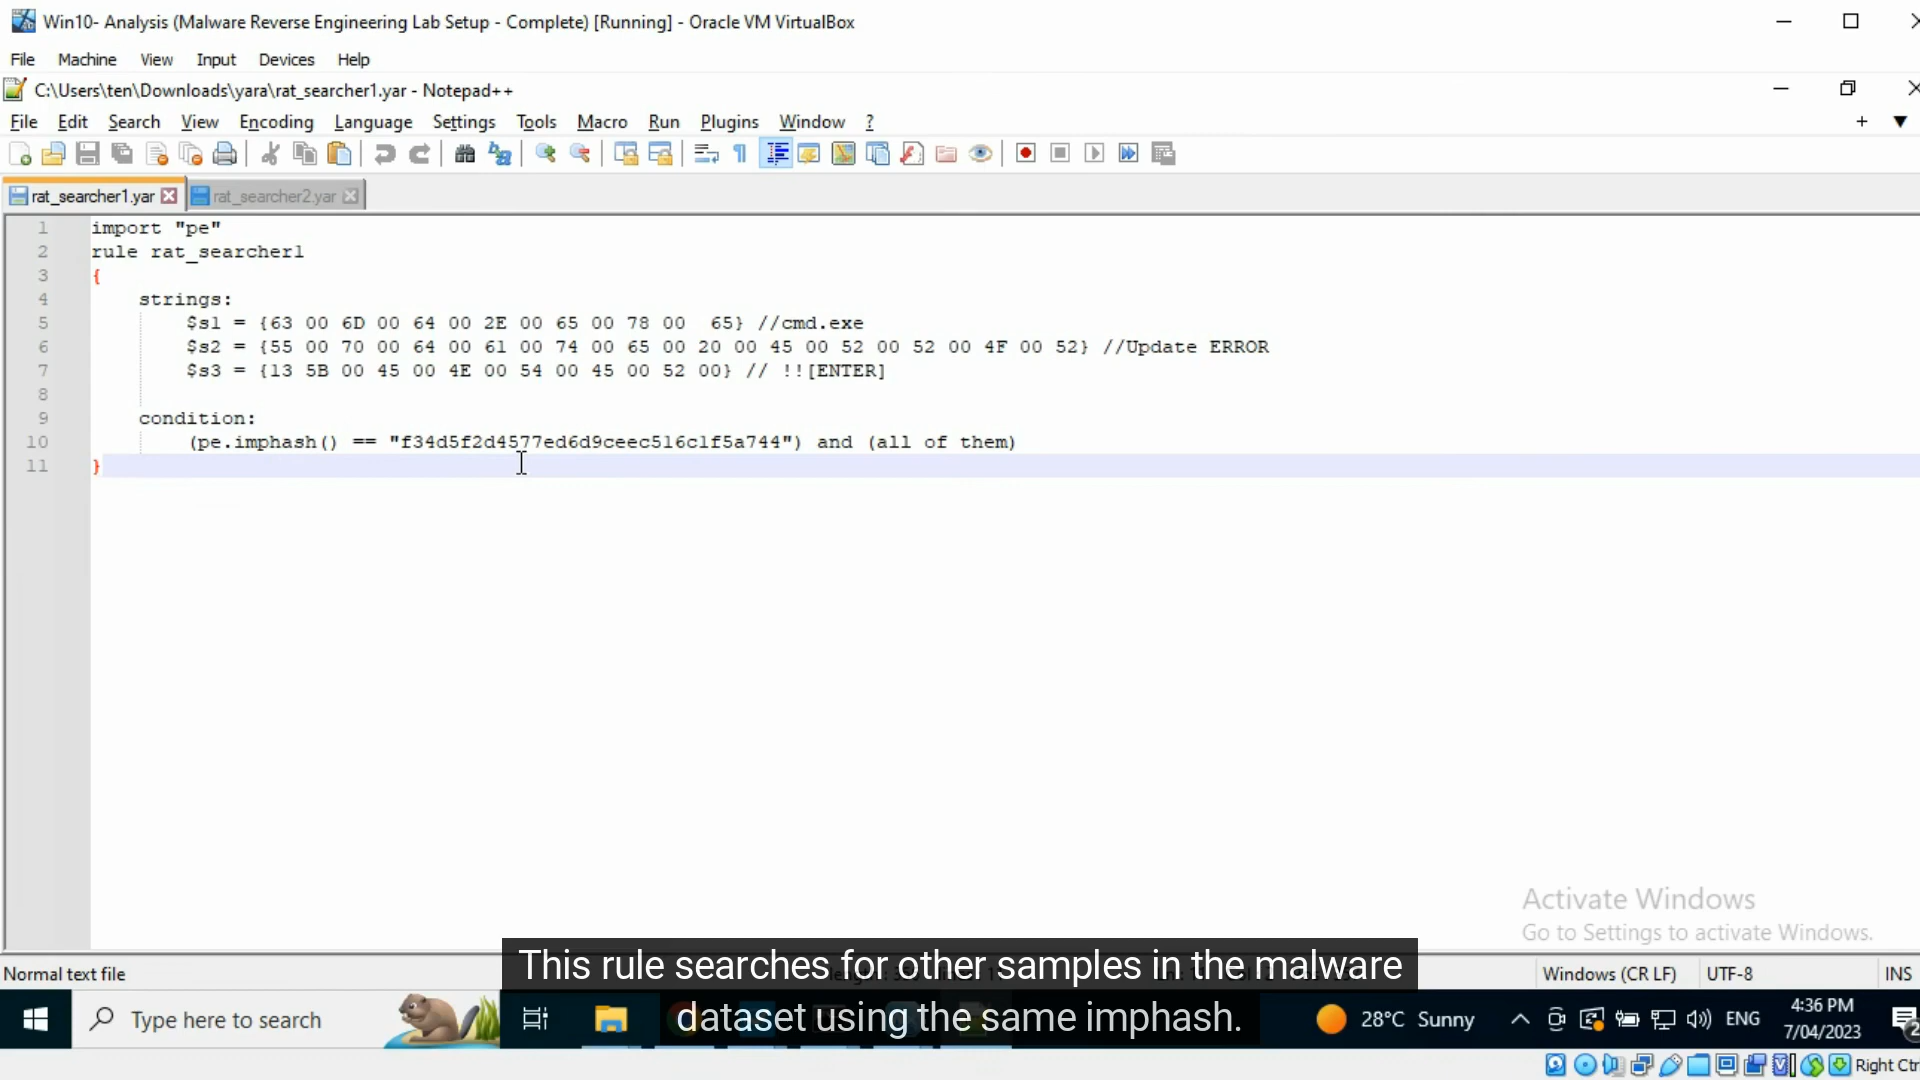 Win10- Analysis (Malware Reverse Engineering Lab Setup - Complete) [Running] - Oracle VM VirtualBox
File Machine View Input Devices Help
C:\Users\ten\Downloads\yara\rat_searcher1.yar - Notepad++
File Edit Search View Encoding Language Settings Tools Macro Run Plugins Window ?
rat_searcher1.yar rat_searcher2.yar
1 import "pe"
2 rule rat_searcher1
3 {
4 strings:
5 $s1 = {63 00 6D 00 64 00 2E 00 65 00 78 00  65} //cmd.exe
6 $s2 = {55 00 70 00 64 00 61 00 74 00 65 00 20 00 45 00 52 00 52 00 4F 00 52} //Update ERROR
7 $s3 = {13 5B 00 45 00 4E 00 54 00 45 00 52 00} // !![ENTER]
8
9 condition:
10 (pe.imphash() == "f34d5f2d4577ed6d9ceec516c1f5a744") and (all of them)
11 }
Activate Windows
Go to Settings to activate Windows.
This rule searches for other samples in the malware
dataset using the same imphash.
Normal text file Windows (CR LF) UTF-8 INS
Type here to search 28°C Sunny ENG 4:36 PM
7/04/2023 2
Right Ctr